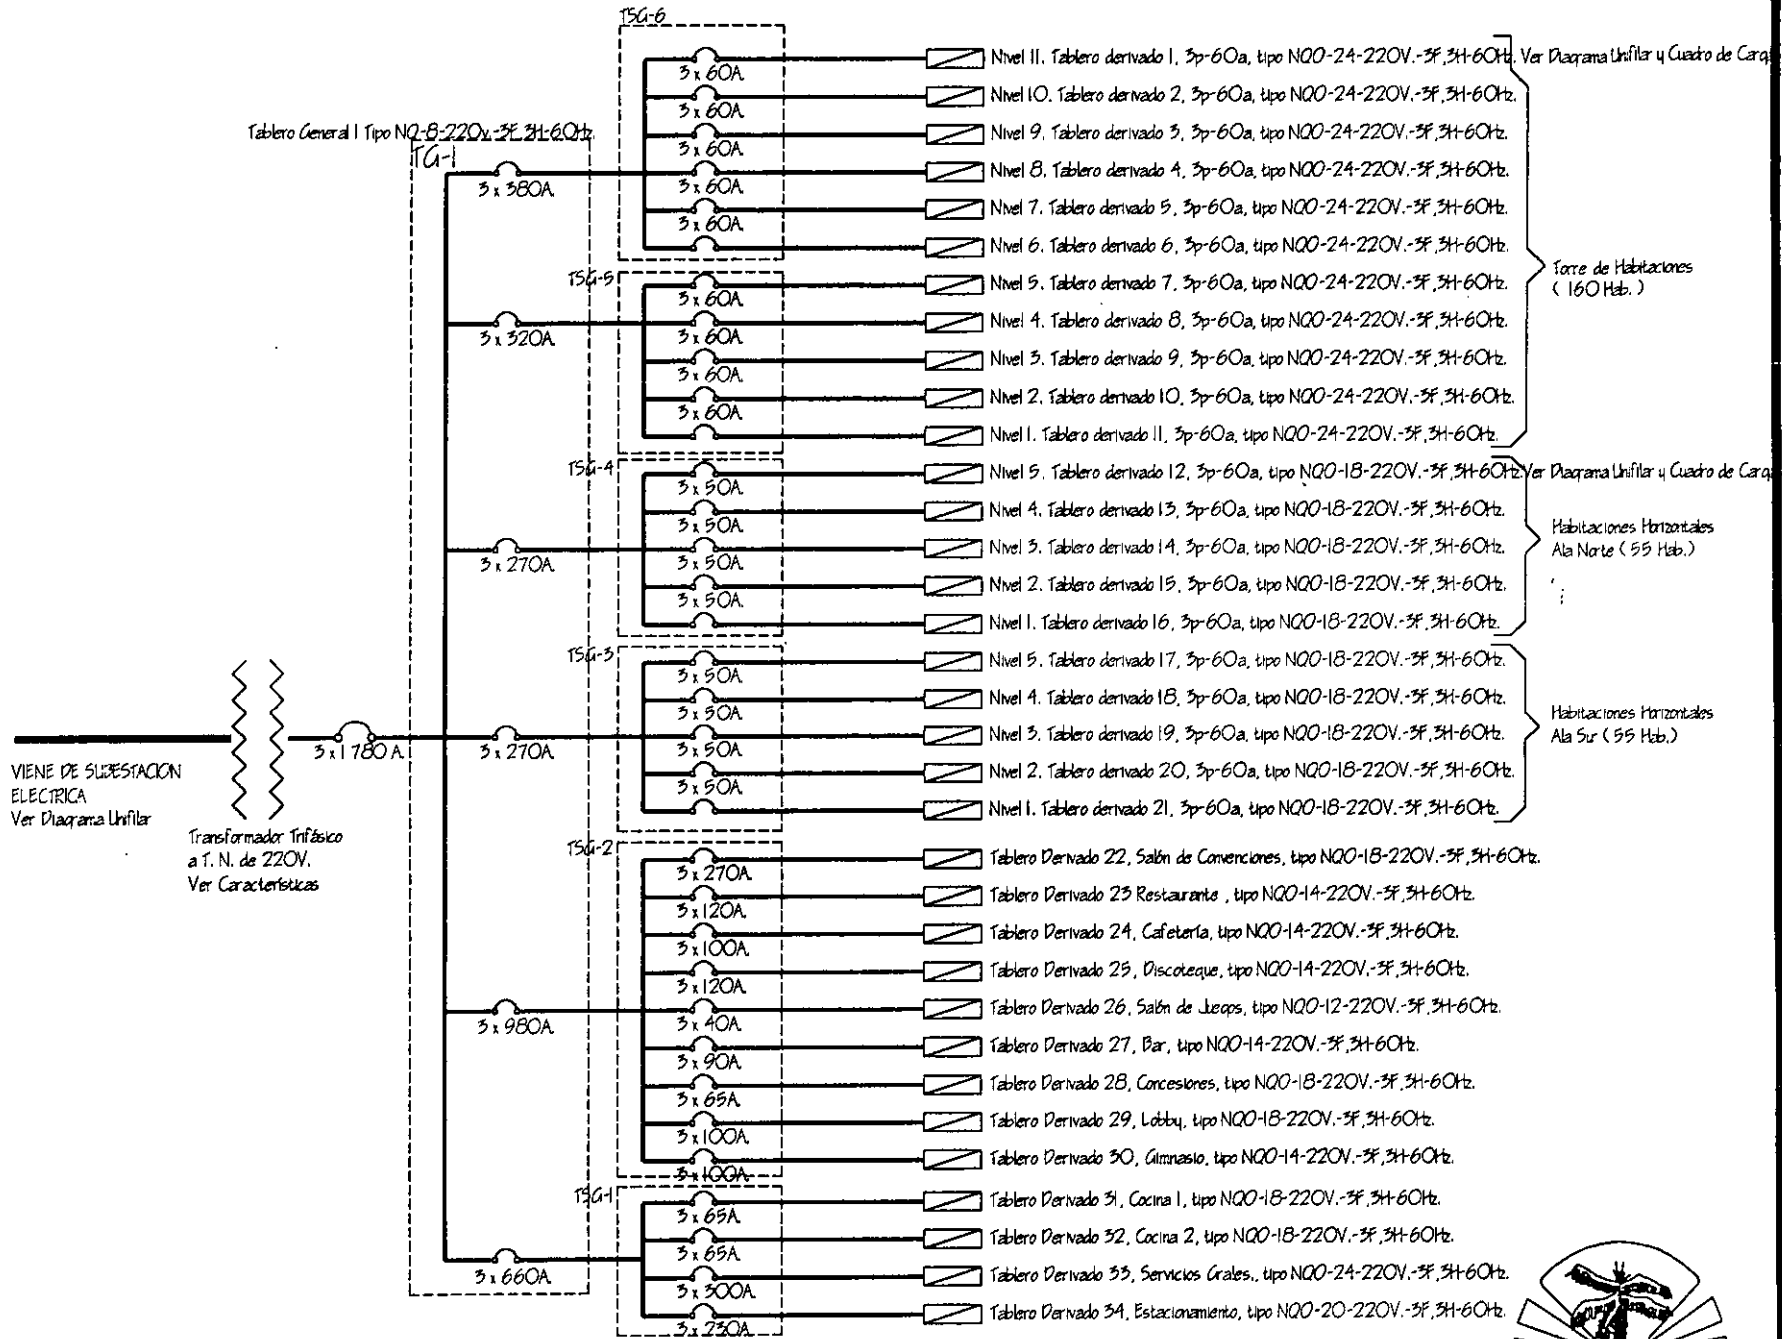 TSG-6
3 x 60A.
3 x 60A.
3 x 60A.
3 x 60A.
3 x 60A.
Nivel 11. Tablero derivado 1, 3p-60a, tipo NQO-24-220V.-3F,3H-60Hz. Ver Diagrama Unifilar y Cuadro de Carga
Nivel 10. Tablero derivado 2, 3p-60a, tipo NQO-24-220V.-3F,3H-60Hz.
Nivel 9. Tablero derivado 3, 3p-60a, tipo NQO-24-220V.-3F,3H-60Hz.
Nivel 8. Tablero derivado 4, 3p-60a, tipo NQO-24-220V.-3F,3H-60Hz.
Nivel 7. Tablero derivado 5, 3p-60a, tipo NQO-24-220V.-3F,3H-60Hz.
Nivel 6. Tablero derivado 6, 3p-60a, tipo NQO-24-220V.-3F,3H-60Hz.
Tablero General 1 Tipo NQ-8-220v.-3F,3H-60Hz.
TG-1
3 x 380A.
TSG-5
3 x 60A.
3 x 60A.
3 x 60A.
3 x 60A.
Nivel 5. Tablero derivado 7, 3p-60a, tipo NQO-24-220V.-3F,3H-60Hz.
Nivel 4. Tablero derivado 8, 3p-60a, tipo NQO-24-220V.-3F,3H-60Hz.
Nivel 3. Tablero derivado 9, 3p-60a, tipo NQO-24-220V.-3F,3H-60Hz.
Nivel 2. Tablero derivado 10, 3p-60a, tipo NQO-24-220V.-3F,3H-60Hz.
Nivel 1. Tablero derivado 11, 3p-60a, tipo NQO-24-220V.-3F,3H-60Hz.
Torre de Habitaciones
( 160 Hab. )
3 x 320A.
TSG-4
3 x 50A.
3 x 50A.
3 x 50A.
3 x 50A.
Nivel 5. Tablero derivado 12, 3p-60a, tipo NQO-18-220V.-3F,3H-60Hz. Ver Diagrama Unifilar y Cuadro de Carga
Nivel 4. Tablero derivado 13, 3p-60a, tipo NQO-18-220V.-3F,3H-60Hz.
Nivel 3. Tablero derivado 14, 3p-60a, tipo NQO-18-220V.-3F,3H-60Hz.
Nivel 2. Tablero derivado 15, 3p-60a, tipo NQO-18-220V.-3F,3H-60Hz.
Nivel 1. Tablero derivado 16, 3p-60a, tipo NQO-18-220V.-3F,3H-60Hz.
Habitaciones Horizontales
Ala Norte ( 55 Hab.)
3 x 270A.
TSG-3
3 x 50A.
3 x 50A.
3 x 50A.
3 x 50A.
Nivel 5. Tablero derivado 17, 3p-60a, tipo NQO-18-220V.-3F,3H-60Hz.
Nivel 4. Tablero derivado 18, 3p-60a, tipo NQO-18-220V.-3F,3H-60Hz.
Nivel 3. Tablero derivado 19, 3p-60a, tipo NQO-18-220V.-3F,3H-60Hz.
Nivel 2. Tablero derivado 20, 3p-60a, tipo NQO-18-220V.-3F,3H-60Hz.
Nivel 1. Tablero derivado 21, 3p-60a, tipo NQO-18-220V.-3F,3H-60Hz.
Habitaciones Horizontales
Ala Sur ( 55 Hab.)
3 x 1780 A.
3 x 270A.
VIENE DE SUBESTACION
ELECTRICA
Ver Diagrama Unifilar
Transformador Trifásico
a T. N. de 220V.
Ver Características
TSG-2
3 x 270A.
3 x 120A.
3 x 100A.
3 x 120A.
3 x 40A.
3 x 90A.
3 x 65A.
3 x 100A.
3 x 100A.
Tablero Derivado 22, Salón de Convenciones, tipo NQO-18-220V.-3F,3H-60Hz.
Tablero Derivado 23 Restaurante , tipo NQO-14-220V.-3F,3H-60Hz.
Tablero Derivado 24, Cafetería, tipo NQO-14-220V.-3F,3H-60Hz.
Tablero Derivado 25, Discoteque, tipo NQO-14-220V.-3F,3H-60Hz.
Tablero Derivado 26, Salón de Juegos, tipo NQO-12-220V.-3F,3H-60Hz.
Tablero Derivado 27, Bar, tipo NQO-14-220V.-3F,3H-60Hz.
Tablero Derivado 28, Concesiones, tipo NQO-18-220V.-3F,3H-60Hz.
Tablero Derivado 29, Lobby, tipo NQO-18-220V.-3F,3H-60Hz.
Tablero Derivado 30, Gimnasio, tipo NQO-14-220V.-3F,3H-60Hz.
3 x 980A.
TSG-1
3 x 65A.
3 x 65A.
3 x 300A.
3 x 230A.
Tablero Derivado 31, Cocina 1, tipo NQO-18-220V.-3F,3H-60Hz.
Tablero Derivado 32, Cocina 2, tipo NQO-18-220V.-3F,3H-60Hz.
Tablero Derivado 33, Servicios Grales., tipo NQO-24-220V.-3F,3H-60Hz.
Tablero Derivado 34, Estacionamiento, tipo NQO-20-220V.-3F,3H-60Hz.
3 x 660A.